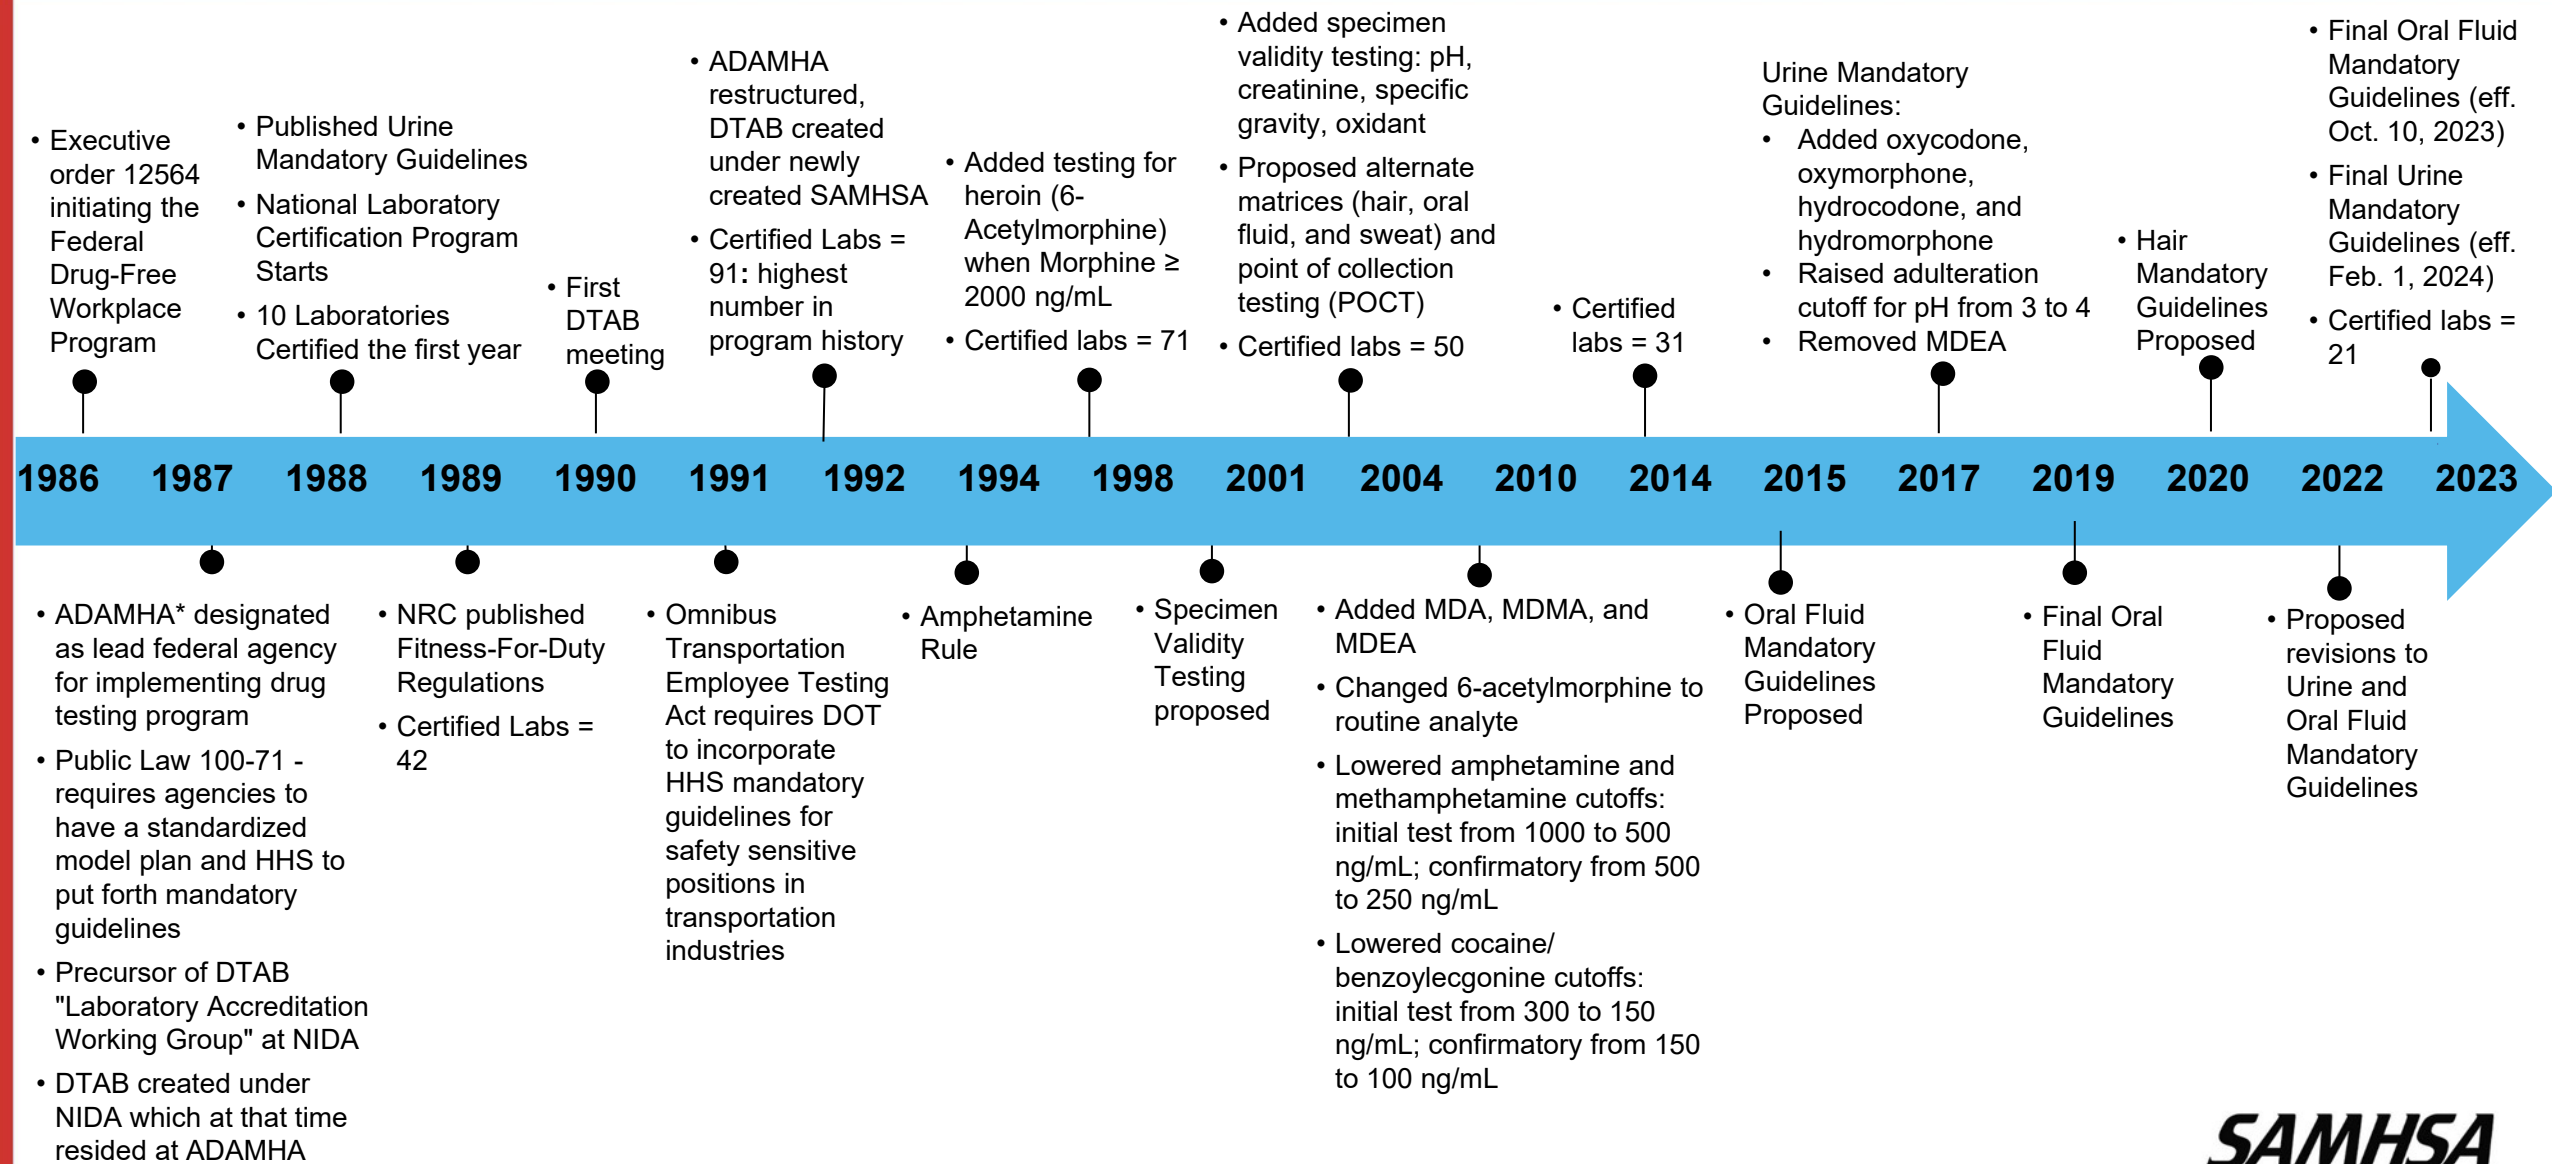 • Executive
order 12564
initiating the
Federal
Drug-Free
Workplace
Program
• Published Urine
Mandatory Guidelines
• National Laboratory
Certification Program
Starts
• 10 Laboratories
Certified the first year
• First
DTAB
meeting
• ADAMHA
restructured,
DTAB created
under newly
created SAMHSA
• Certified Labs =
91: highest
number in
program history
• Added testing for
heroin (6-
Acetylmorphine)
when Morphine ≥
2000 ng/mL
• Certified labs = 71
• Added specimen
validity testing: pH,
creatinine, specific
gravity, oxidant
• Proposed alternate
matrices (hair, oral
fluid, and sweat) and
point of collection
testing (POCT)
• Certified labs = 50
• Certified
labs = 31
Urine Mandatory
Guidelines:
• Added oxycodone,
oxymorphone,
hydrocodone, and
hydromorphone
• Raised adulteration
cutoff for pH from 3 to 4
• Removed MDEA
• Hair
Mandatory
Guidelines
Proposed
• Final Oral Fluid
Mandatory
Guidelines (eff.
Oct. 10, 2023)
• Final Urine
Mandatory
Guidelines (eff.
Feb. 1, 2024)
• Certified labs =
21
1986 1987 1988 1989 1990 1991 1992 1994 1998 2001 2004 2010 2014 2015 2017 2019 2020 2022 2023
• ADAMHA* designated
as lead federal agency
for implementing drug
testing program
• Public Law 100-71 -
requires agencies to
have a standardized
model plan and HHS to
put forth mandatory
guidelines
• Precursor of DTAB
"Laboratory Accreditation
Working Group" at NIDA
• DTAB created under
NIDA which at that time
resided at ADAMHA
• NRC published
Fitness-For-Duty
Regulations
• Certified Labs =
42
• Omnibus
Transportation
Employee Testing
Act requires DOT
to incorporate
HHS mandatory
guidelines for
safety sensitive
positions in
transportation
industries
• Amphetamine
Rule
• Specimen
Validity
Testing
proposed
• Added MDA, MDMA, and
MDEA
• Changed 6-acetylmorphine to
routine analyte
• Lowered amphetamine and
methamphetamine cutoffs:
initial test from 1000 to 500
ng/mL; confirmatory from 500
to 250 ng/mL
• Lowered cocaine/
benzoylecgonine cutoffs:
initial test from 300 to 150
ng/mL; confirmatory from 150
to 100 ng/mL
• Oral Fluid
Mandatory
Guidelines
Proposed
• Final Oral
Fluid
Mandatory
Guidelines
• Proposed
revisions to
Urine and
Oral Fluid
Mandatory
Guidelines
SAMHSA